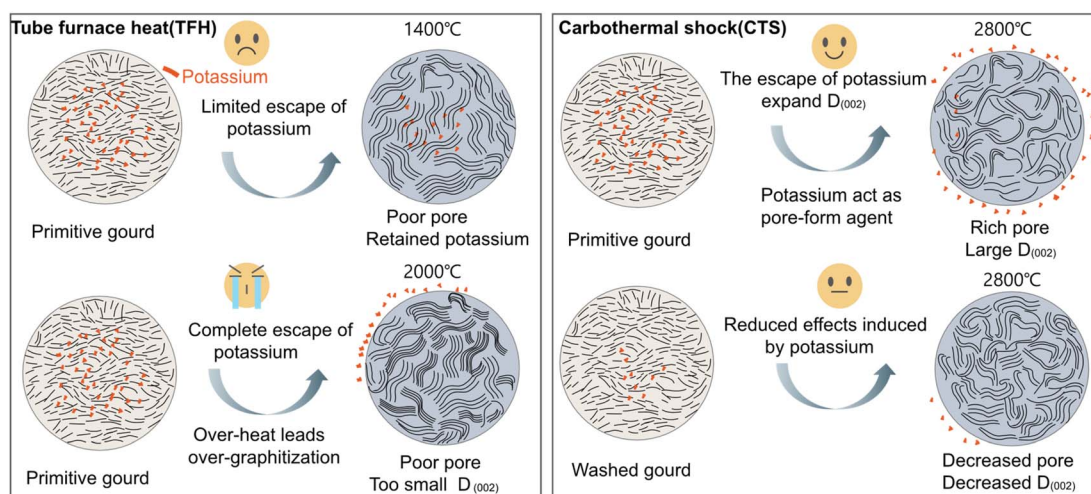 Tube furnace heat(TFH)
Potassium
1400℃
Limited escape of
potassium
Primitive gourd
Poor pore
Retained potassium
2000℃
Complete escape of
potassium
Over-heat leads
over-graphitization
Primitive gourd
Poor pore
Too small D(002)
Carbothermal shock(CTS)
2800℃
The escape of potassium
expand D(002)
Potassium act as
pore-form agent
Primitive gourd
Rich pore
Large D(002)
2800℃
Reduced effects induced
by potassium
Washed gourd
Decreased pore
Decreased D(002)